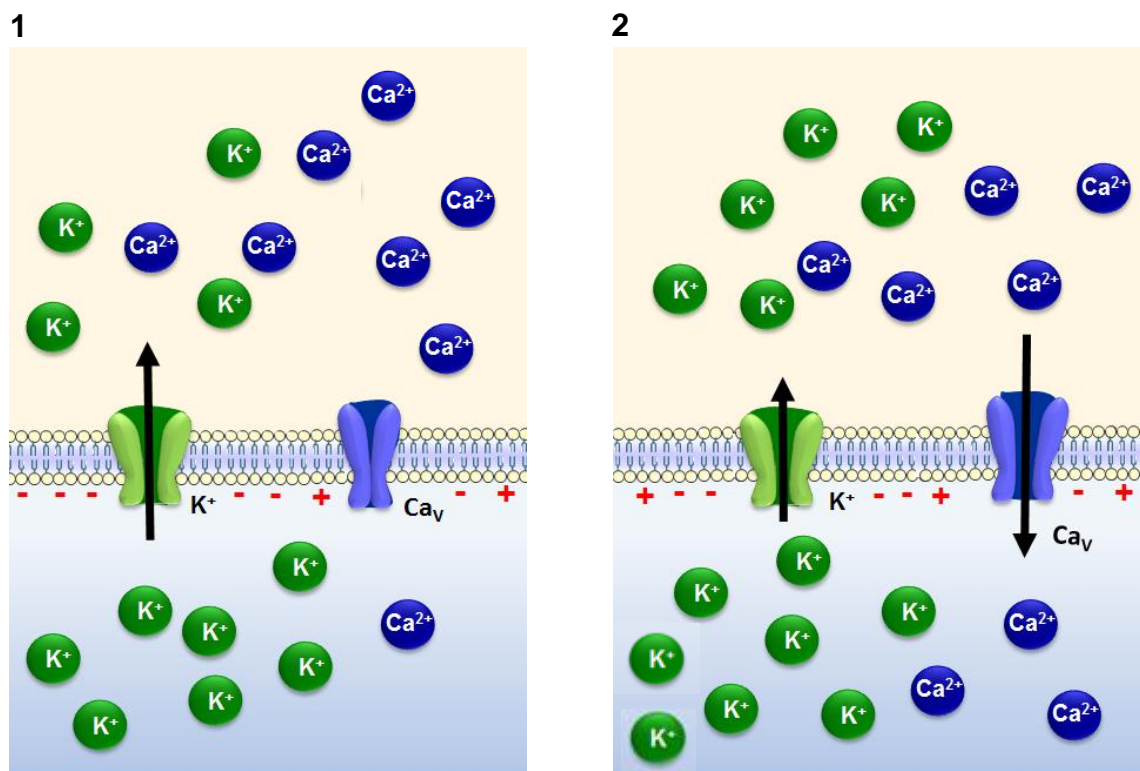 1
Ca²⁺
K⁺ Ca²⁺
Ca²⁺
K⁺ Ca²⁺ Ca²⁺ Ca²⁺
K⁺
K⁺
Ca²⁺
- - - - - + - +
K⁺ Caᵥ
K⁺
K⁺ K⁺ Ca²⁺
K⁺ K⁺
K⁺
K⁺
2
K⁺ K⁺
K⁺ K⁺ Ca²⁺ Ca²⁺
Ca²⁺
K⁺ K⁺ Ca²⁺ Ca²⁺
+ - - - - + - +
K⁺ Caᵥ
K⁺
K⁺ K⁺ Ca²⁺
K⁺
K⁺ Ca²⁺
K⁺ K⁺ Ca²⁺
K⁺